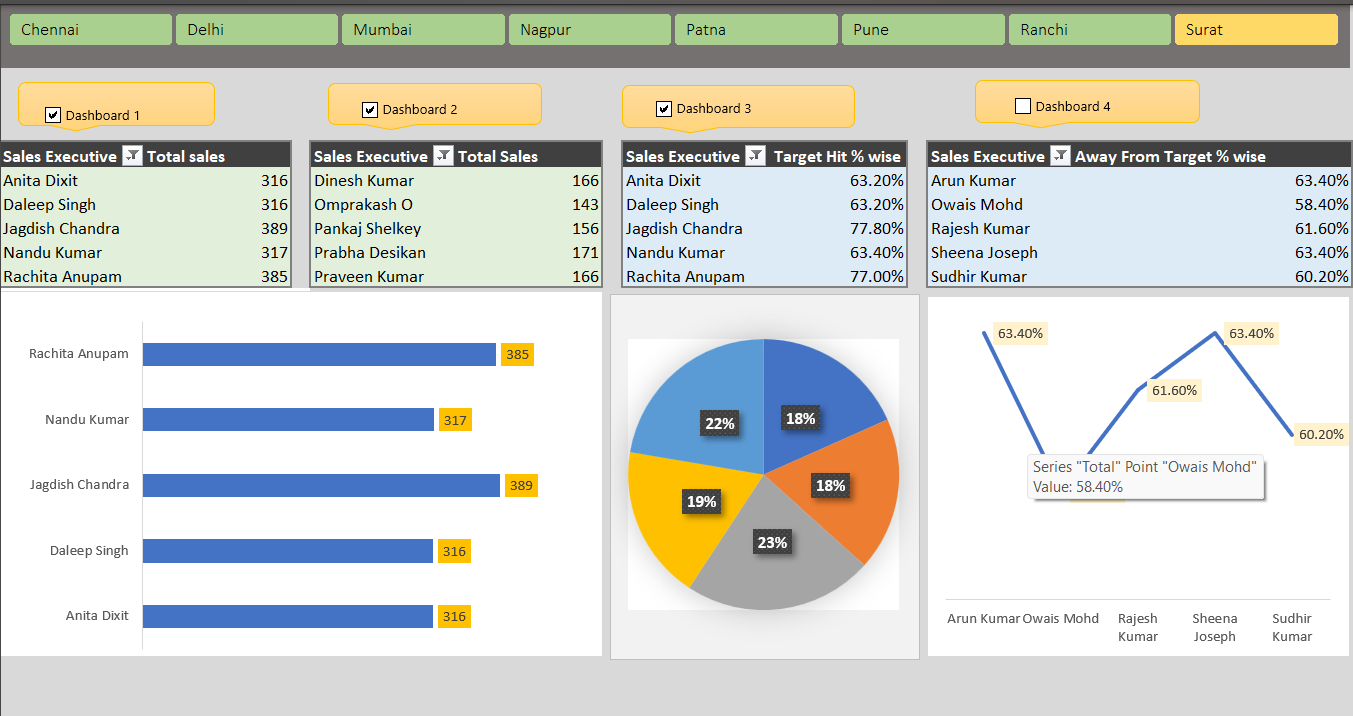 Chennai Delhi Mumbai Nagpur Patna Pune Ranchi Surat
Dashboard 1 Dashboard 2 Dashboard 3 Dashboard 4
Sales Executive Total sales
Anita Dixit 316
Daleep Singh 316
Jagdish Chandra 389
Nandu Kumar 317
Rachita Anupam 385
Sales Executive Total Sales
Dinesh Kumar 166
Omprakash O 143
Pankaj Shelkey 156
Prabha Desikan 171
Praveen Kumar 166
Sales Executive Target Hit % wise
Anita Dixit 63.20%
Daleep Singh 63.20%
Jagdish Chandra 77.80%
Nandu Kumar 63.40%
Rachita Anupam 77.00%
Sales Executive Away From Target % wise
Arun Kumar 63.40%
Owais Mohd 58.40%
Rajesh Kumar 61.60%
Sheena Joseph 63.40%
Sudhir Kumar 60.20%
Rachita Anupam 385
Nandu Kumar 317
Jagdish Chandra 389
Daleep Singh 316
Anita Dixit 316
22% 18%
19% 18%
23%
63.40% 63.40%
61.60%
60.20%
Series "Total" Point "Owais Mohd"
Value: 58.40%
Arun Kumar Owais Mohd Rajesh Sheena Sudhir
Kumar Joseph Kumar